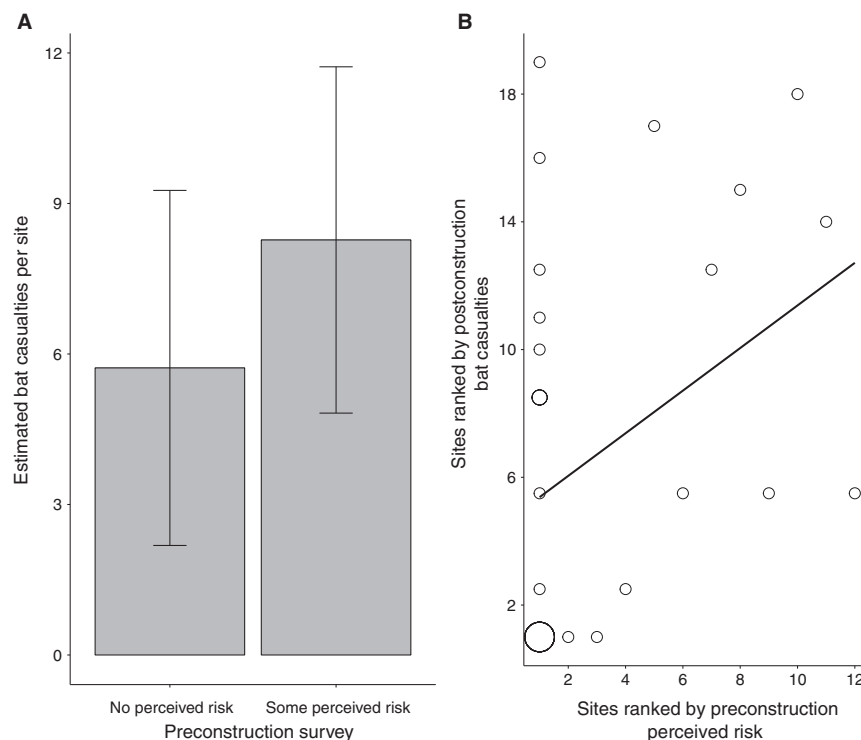 A
12
9
6
3
0
Estimated bat casualties per site
No perceived risk
Some perceived risk
Preconstruction survey
B
18
14
10
6
2
Sites ranked by postconstruction
bat casualties
2
4
6
8
10
12
Sites ranked by preconstruction
perceived risk